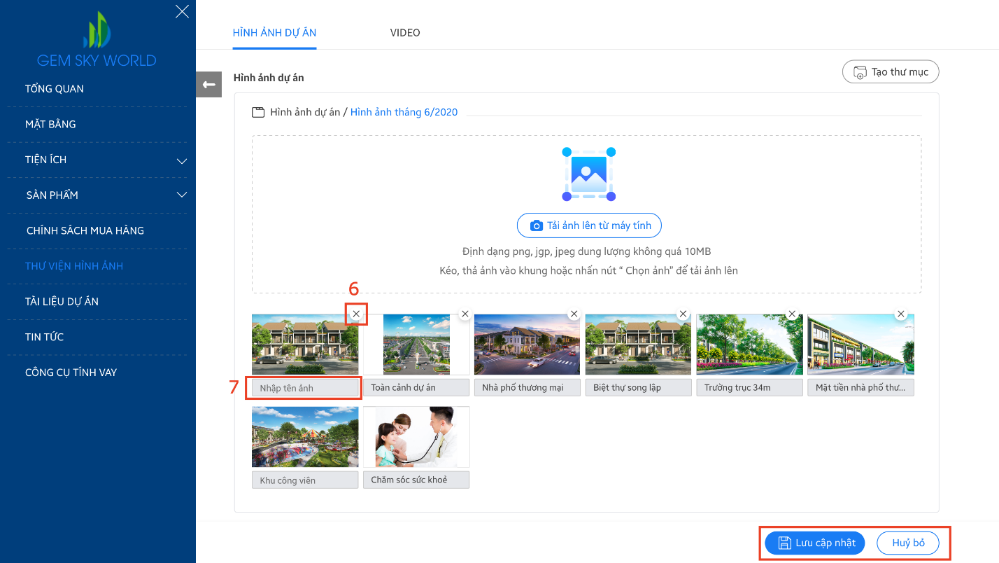 GEM SKY WORLD
TỔNG QUAN
MẶT BẰNG
TIỆN ÍCH
SẢN PHẨM
CHÍNH SÁCH MUA HÀNG
THƯ VIỆN HÌNH ẢNH
TÀI LIỆU DỰ ÁN
TIN TỨC
CÔNG CỤ TÍNH VAY
HÌNH ẢNH DỰ ÁN VIDEO
Hình ảnh dự án
Tạo thư mục
Hình ảnh dự án / Hình ảnh tháng 6/2020
Tải ảnh lên từ máy tính
Định dạng png, jgp, jpeg dung lượng không quá 10MB
Kéo, thả ảnh vào khung hoặc nhấn nút “ Chọn ảnh” để tải ảnh lên
6
7
Nhập tên ảnh
Toàn cảnh dự án
Nhà phố thương mại
Biệt thự song lập
Trường trục 34m
Mặt tiền nhà phố thư...
Khu công viên
Chăm sóc sức khoẻ
Lưu cập nhật
Huỷ bỏ